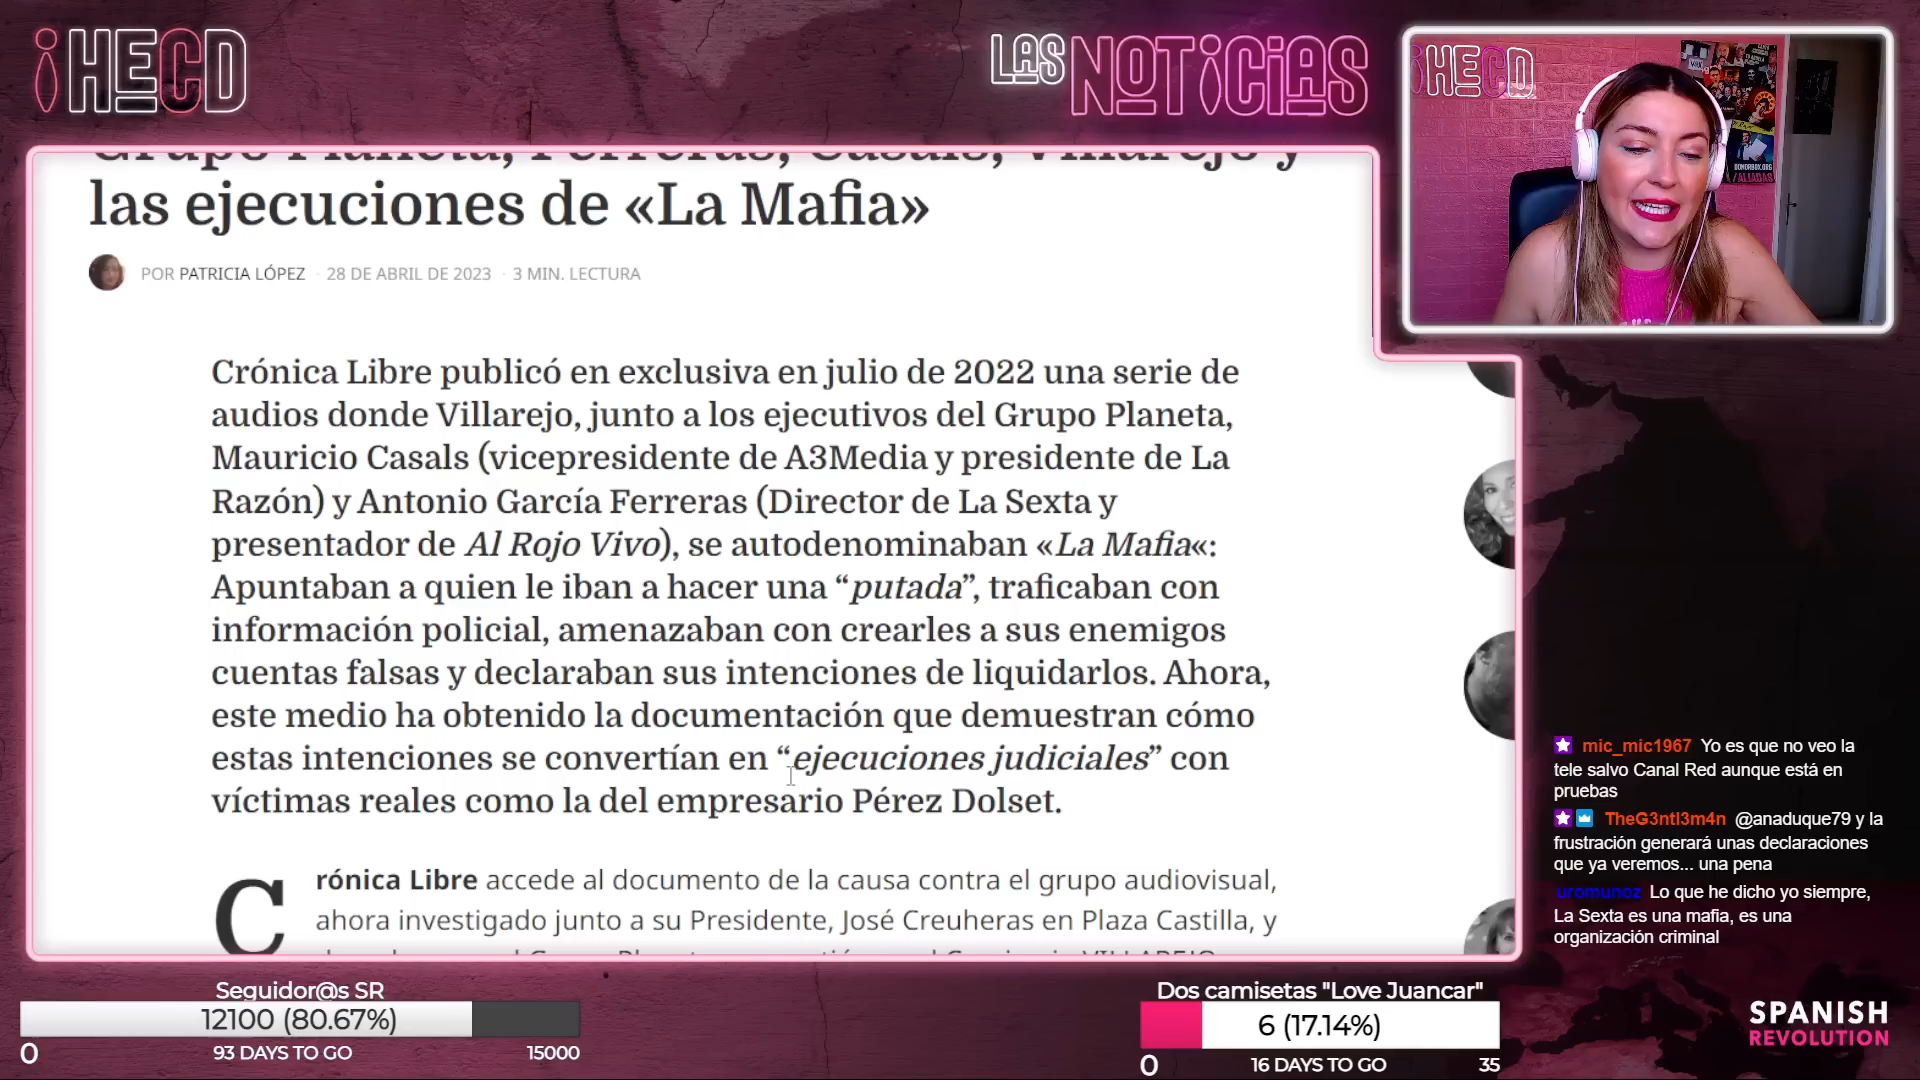 ¡HECD
LAS NOTICIAS
¡HECD
Grupo Planeta, Ferreras, Casals, Villarejo y
las ejecuciones de «La Mafia»
POR PATRICIA LÓPEZ · 28 DE ABRIL DE 2023 · 3 MIN. LECTURA
Crónica Libre publicó en exclusiva en julio de 2022 una serie de
audios donde Villarejo, junto a los ejecutivos del Grupo Planeta,
Mauricio Casals (vicepresidente de A3Media y presidente de La
Razón) y Antonio García Ferreras (Director de La Sexta y
presentador de Al Rojo Vivo), se autodenominaban «La Mafia«:
Apuntaban a quien le iban a hacer una “putada”, traficaban con
información policial, amenazaban con crearles a sus enemigos
cuentas falsas y declaraban sus intenciones de liquidarlos. Ahora,
este medio ha obtenido la documentación que demuestran cómo
estas intenciones se convertían en “ejecuciones judiciales” con
víctimas reales como la del empresario Pérez Dolset.
Crónica Libre accede al documento de la causa contra el grupo audiovisual,
ahora investigado junto a su Presidente, José Creuheras en Plaza Castilla, y
DONORBOX.ORG
/ALIADAS
mic_mic1967 Yo es que no veo la
tele salvo Canal Red aunque está en
pruebas
TheG3ntl3m4n @anaduque79 y la
frustración generará unas declaraciones
que ya veremos... una pena
uromunoz Lo que he dicho yo siempre,
La Sexta es una mafia, es una
organización criminal
Seguidor@s SR
12100 (80.67%)
0 93 DAYS TO GO 15000
Dos camisetas "Love Juancar"
6 (17.14%)
0 16 DAYS TO GO 35
SPANISH
REVOLUTION